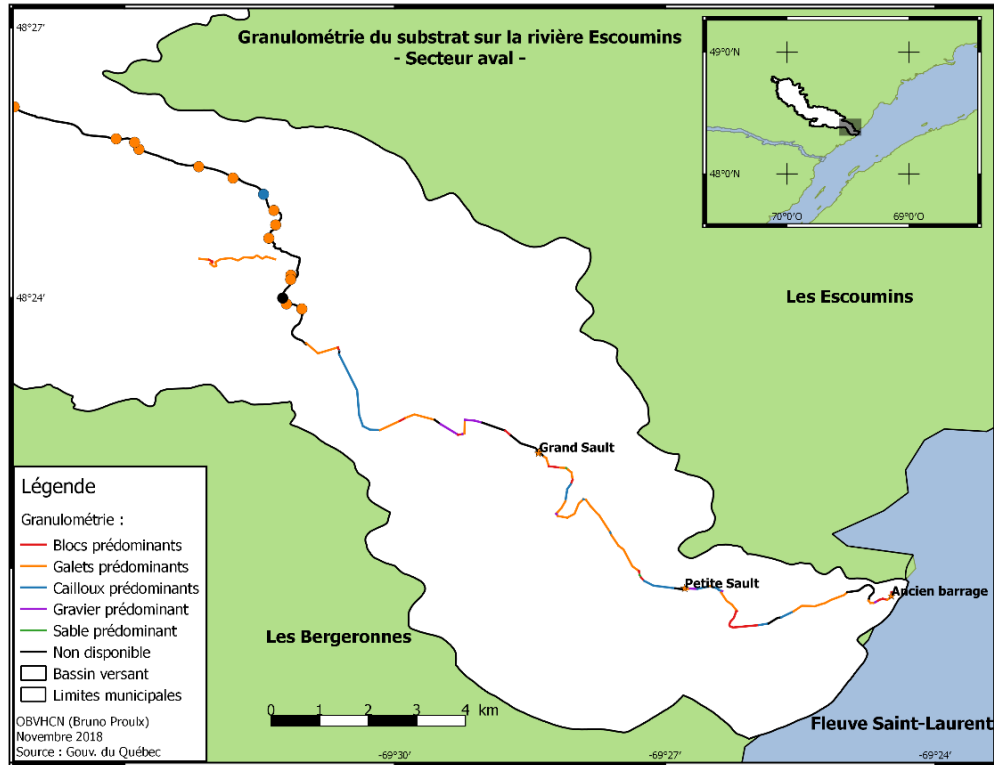 48°27'
Granulométrie du substrat sur la rivière Escoumins
- Secteur aval -
49°0'N
48°0'N
70°0'O
69°0'O
48°24'
Les Escoumins
Grand Sault
Petite Sault
Ancien barrage
Les Bergeronnes
Fleuve Saint-Laurent
Légende
Granulométrie :
Blocs prédominants
Galets prédominants
Cailloux prédominants
Gravier prédominant
Sable prédominant
Non disponible
Bassin versant
Limites municipales
OBVHCN (Bruno Proulx)
Novembre 2018
Source : Gouv. du Québec
0 1 2 3 4 km
-69°30'
-69°27'
-69°24'